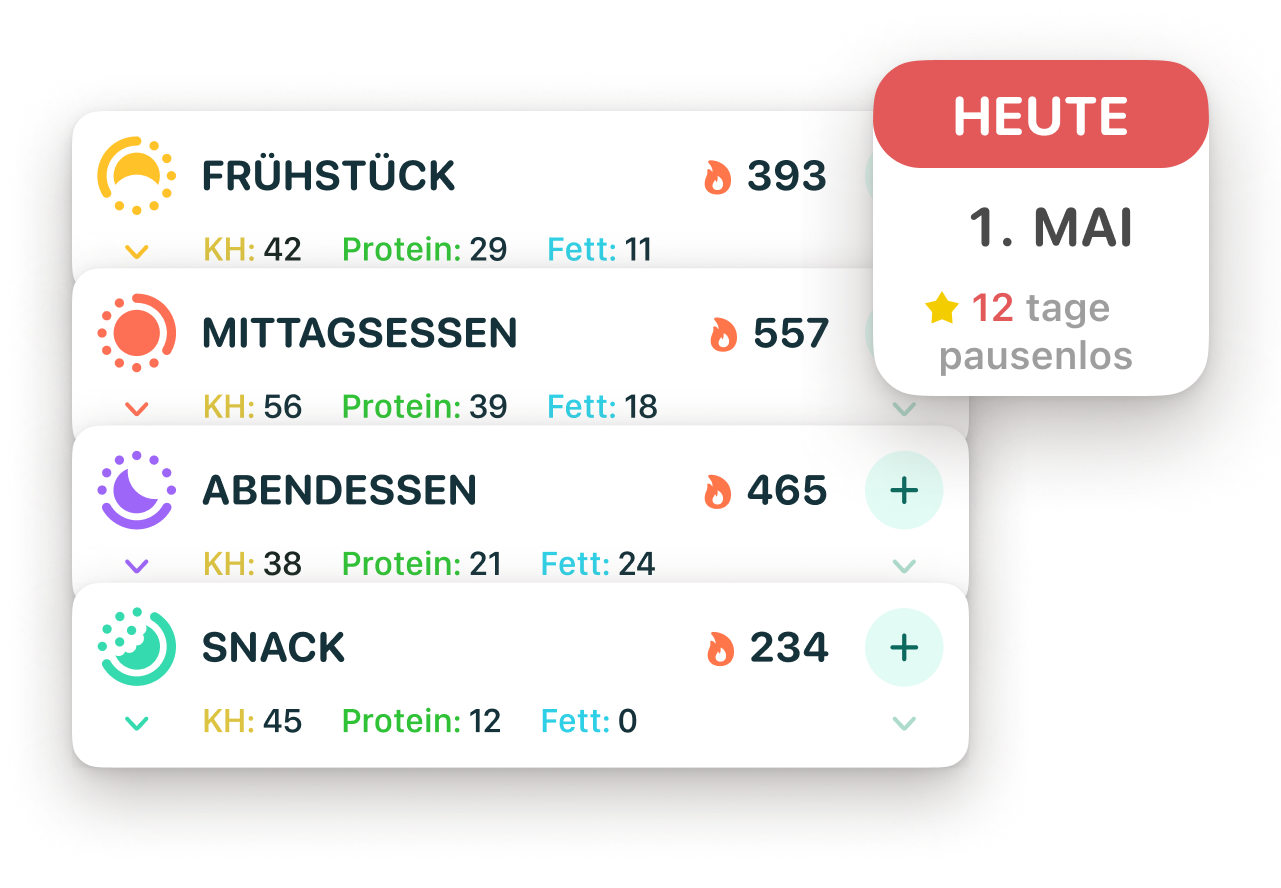 HEUTE
1. MAI
12 tage
pausenlos
FRÜHSTÜCK 393
KH: 42 Protein: 29 Fett: 11
MITTAGSESSEN 557
KH: 56 Protein: 39 Fett: 18
ABENDESSEN 465 +
KH: 38 Protein: 21 Fett: 24
SNACK 234 +
KH: 45 Protein: 12 Fett: 0